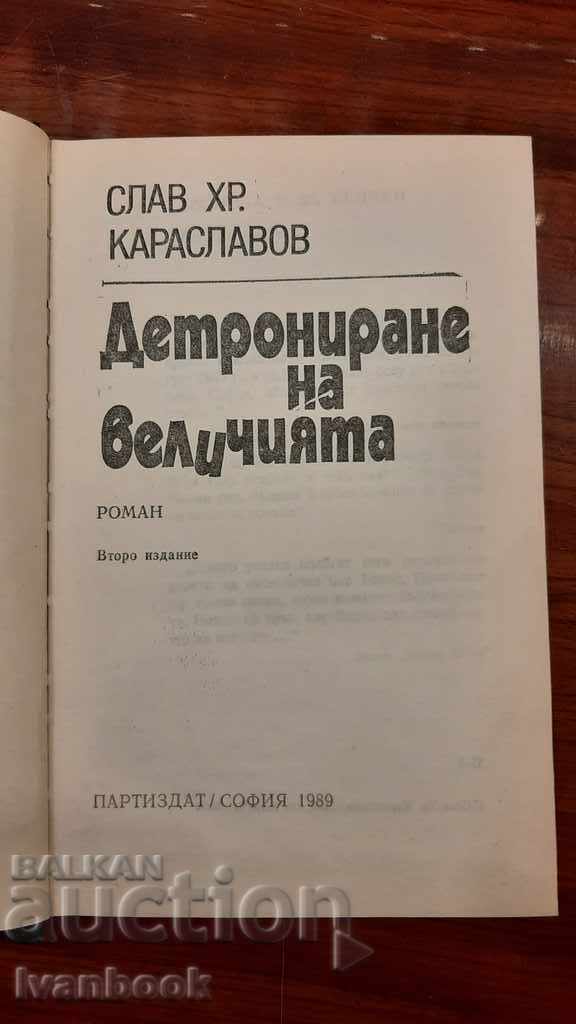 СЛАВ ХР.
КАРАСЛАВОВ
Детрониране
на
величията
РОМАН
Второ издание
ПАРТИЗДАТ / СОФИЯ 1989
BALKAN
auction
Ivanbook